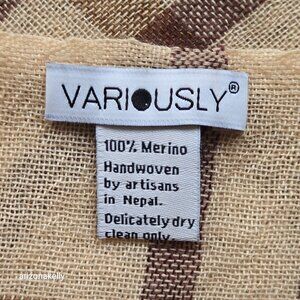 VARIOUSLY®
100% Merino
Handwoven
by artisans
in Nepal.
Delicately dry
clean only.
arizonakelly